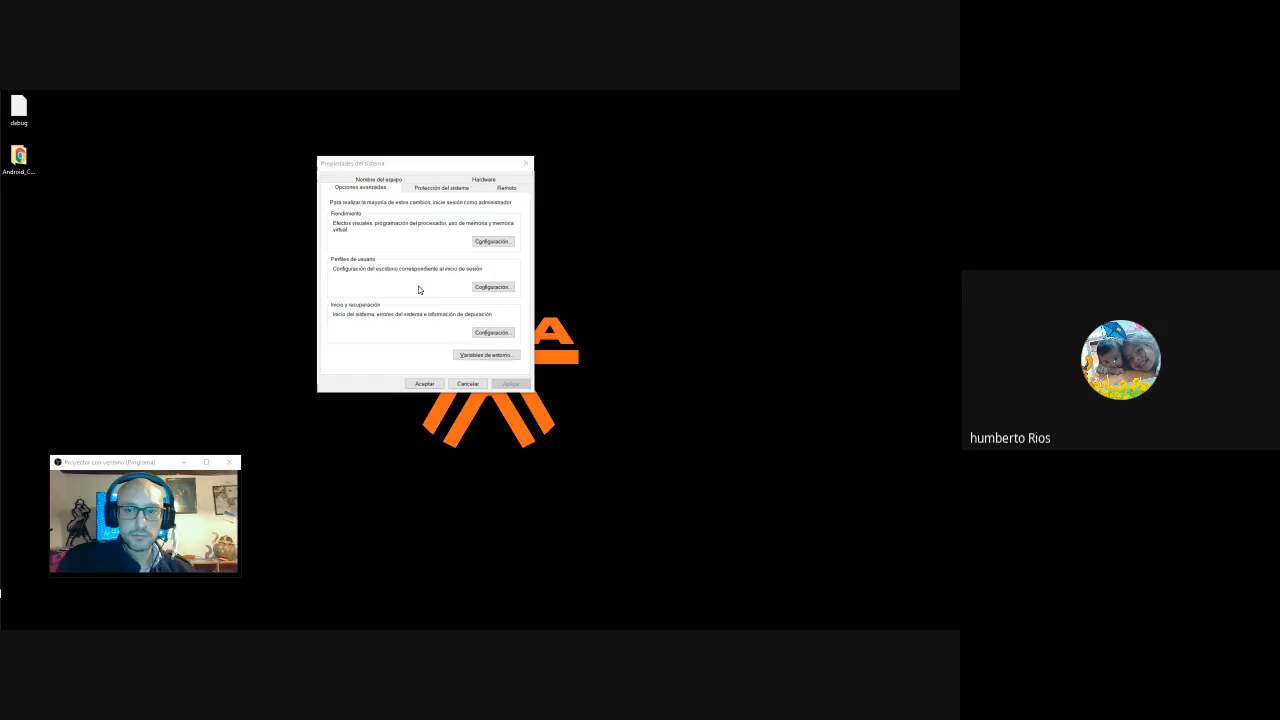 debug
Android_C...
Propiedades del sistema
Nombre del equipo
Hardware
Opciones avanzadas
Protección del sistema
Remoto
Para realizar la mayoría de estos cambios, inicie sesión como administrador.
Rendimiento
Efectos visuales, programación del procesador, uso de memoria y memoria
virtual
Configuración...
Perfiles de usuario
Configuración del escritorio correspondiente al inicio de sesión
Configuración...
Inicio y recuperación
Inicio del sistema, errores del sistema e información de depuración
Configuración...
Variables de entorno...
Aceptar
Cancelar
Aplicar
A
Proyector con ventana (Programa)
humberto Rios